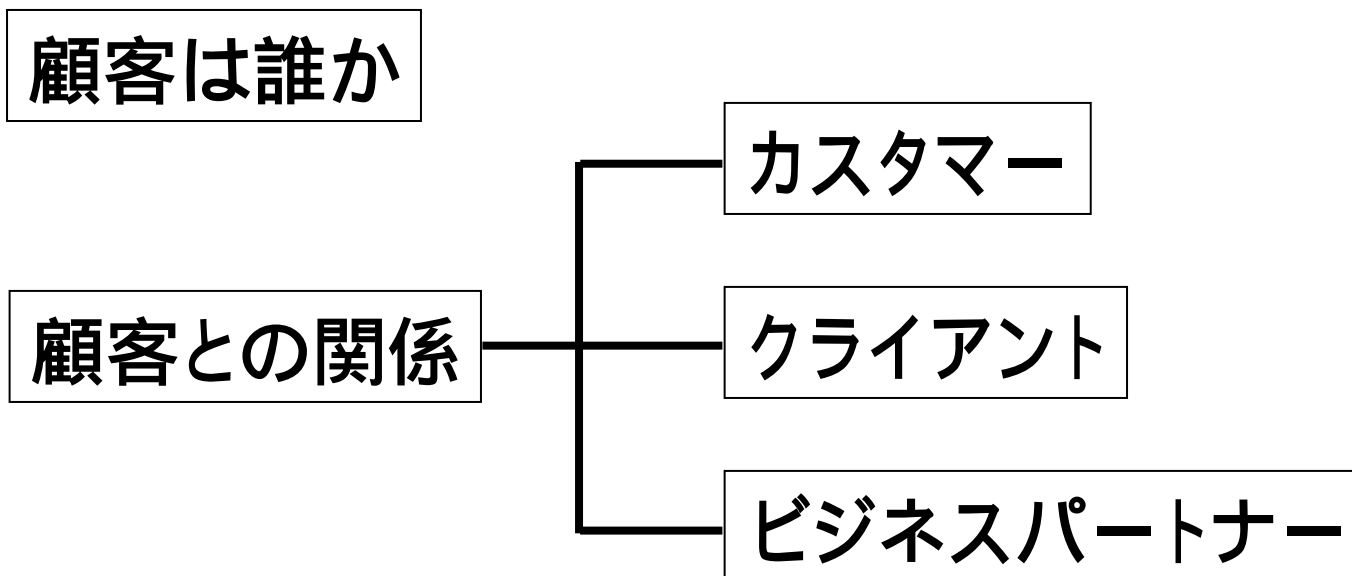 顧客は誰か
カスタマー
顧客との関係
クライアント
ビジネスパートナー